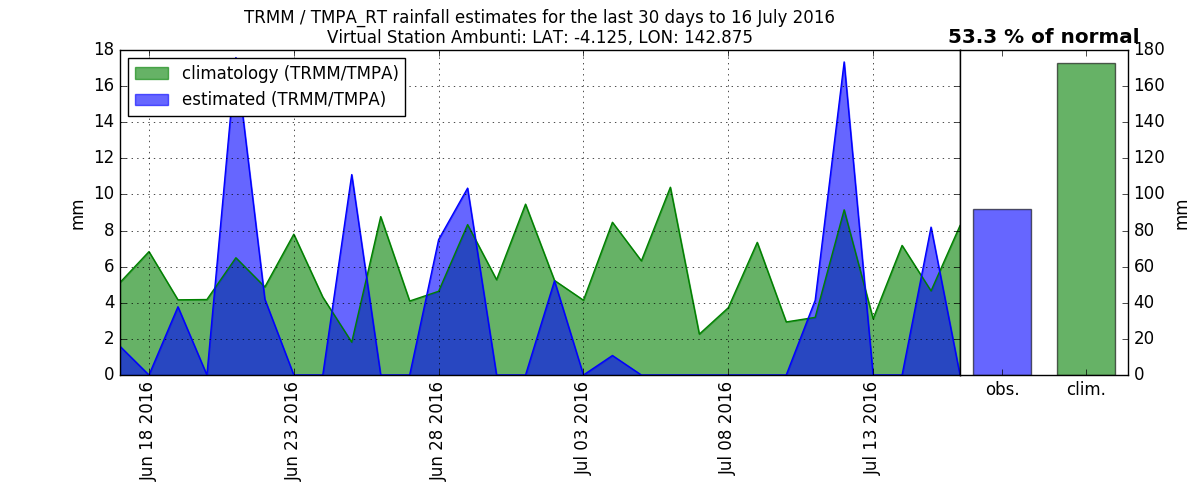 TRMM / TMPA_RT rainfall estimates for the last 30 days to 16 July 2016
Virtual Station Ambunti: LAT: -4.125, LON: 142.875
53.3 % of normal
climatology (TRMM/TMPA)
estimated (TRMM/TMPA)
18
16
14
12
10
8
6
4
2
0
mm
180
160
140
120
100
80
60
40
20
0
mm
Jun 18 2016
Jun 23 2016
Jun 28 2016
Jul 03 2016
Jul 08 2016
Jul 13 2016
obs.
clim.